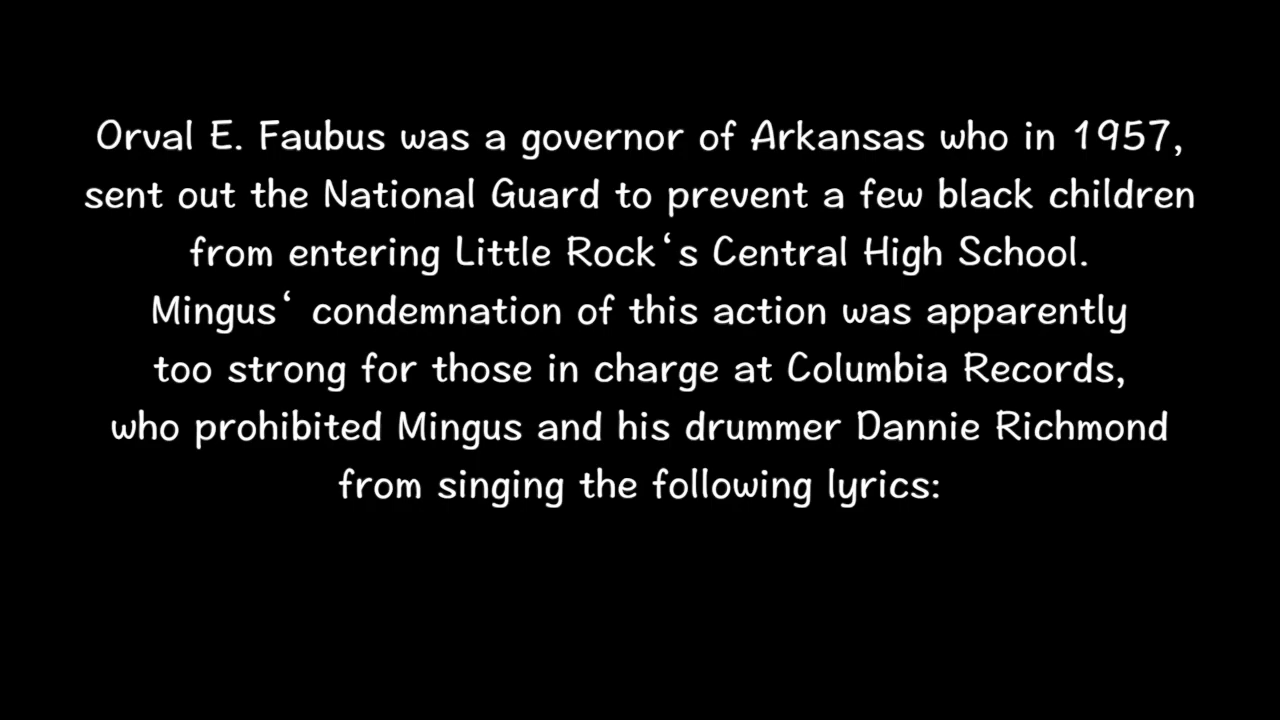 Orval E. Faubus was a governor of Arkansas who in 1957,
sent out the National Guard to prevent a few black children
from entering Little Rock‘s Central High School.
Mingus‘ condemnation of this action was apparently
too strong for those in charge at Columbia Records,
who prohibited Mingus and his drummer Dannie Richmond
from singing the following lyrics: